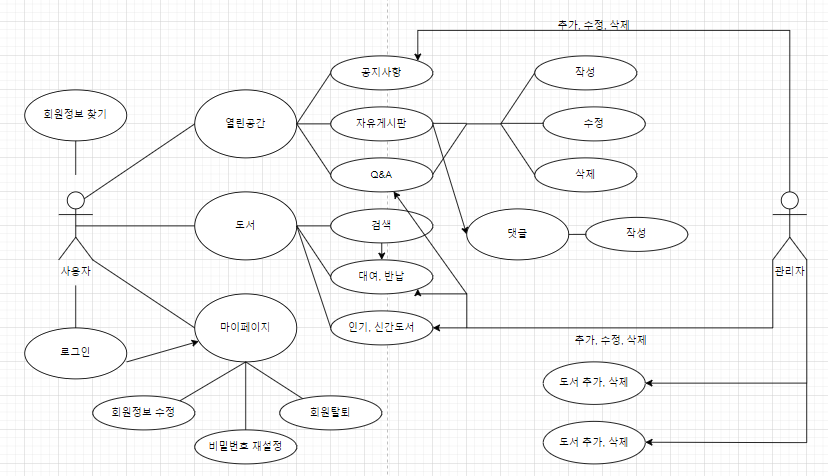 추가, 수정, 삭제
공지사항
작성
회원정보 찾기
열린공간
자유게시판
수정
Q&A
삭제
도서
검색
댓글
작성
사용자
대여, 반납
관리자
마이페이지
인기, 신간도서
추가, 수정, 삭제
로그인
도서 추가, 삭제
회원정보 수정
회원탈퇴
비밀번호 재설정
도서 추가, 삭제